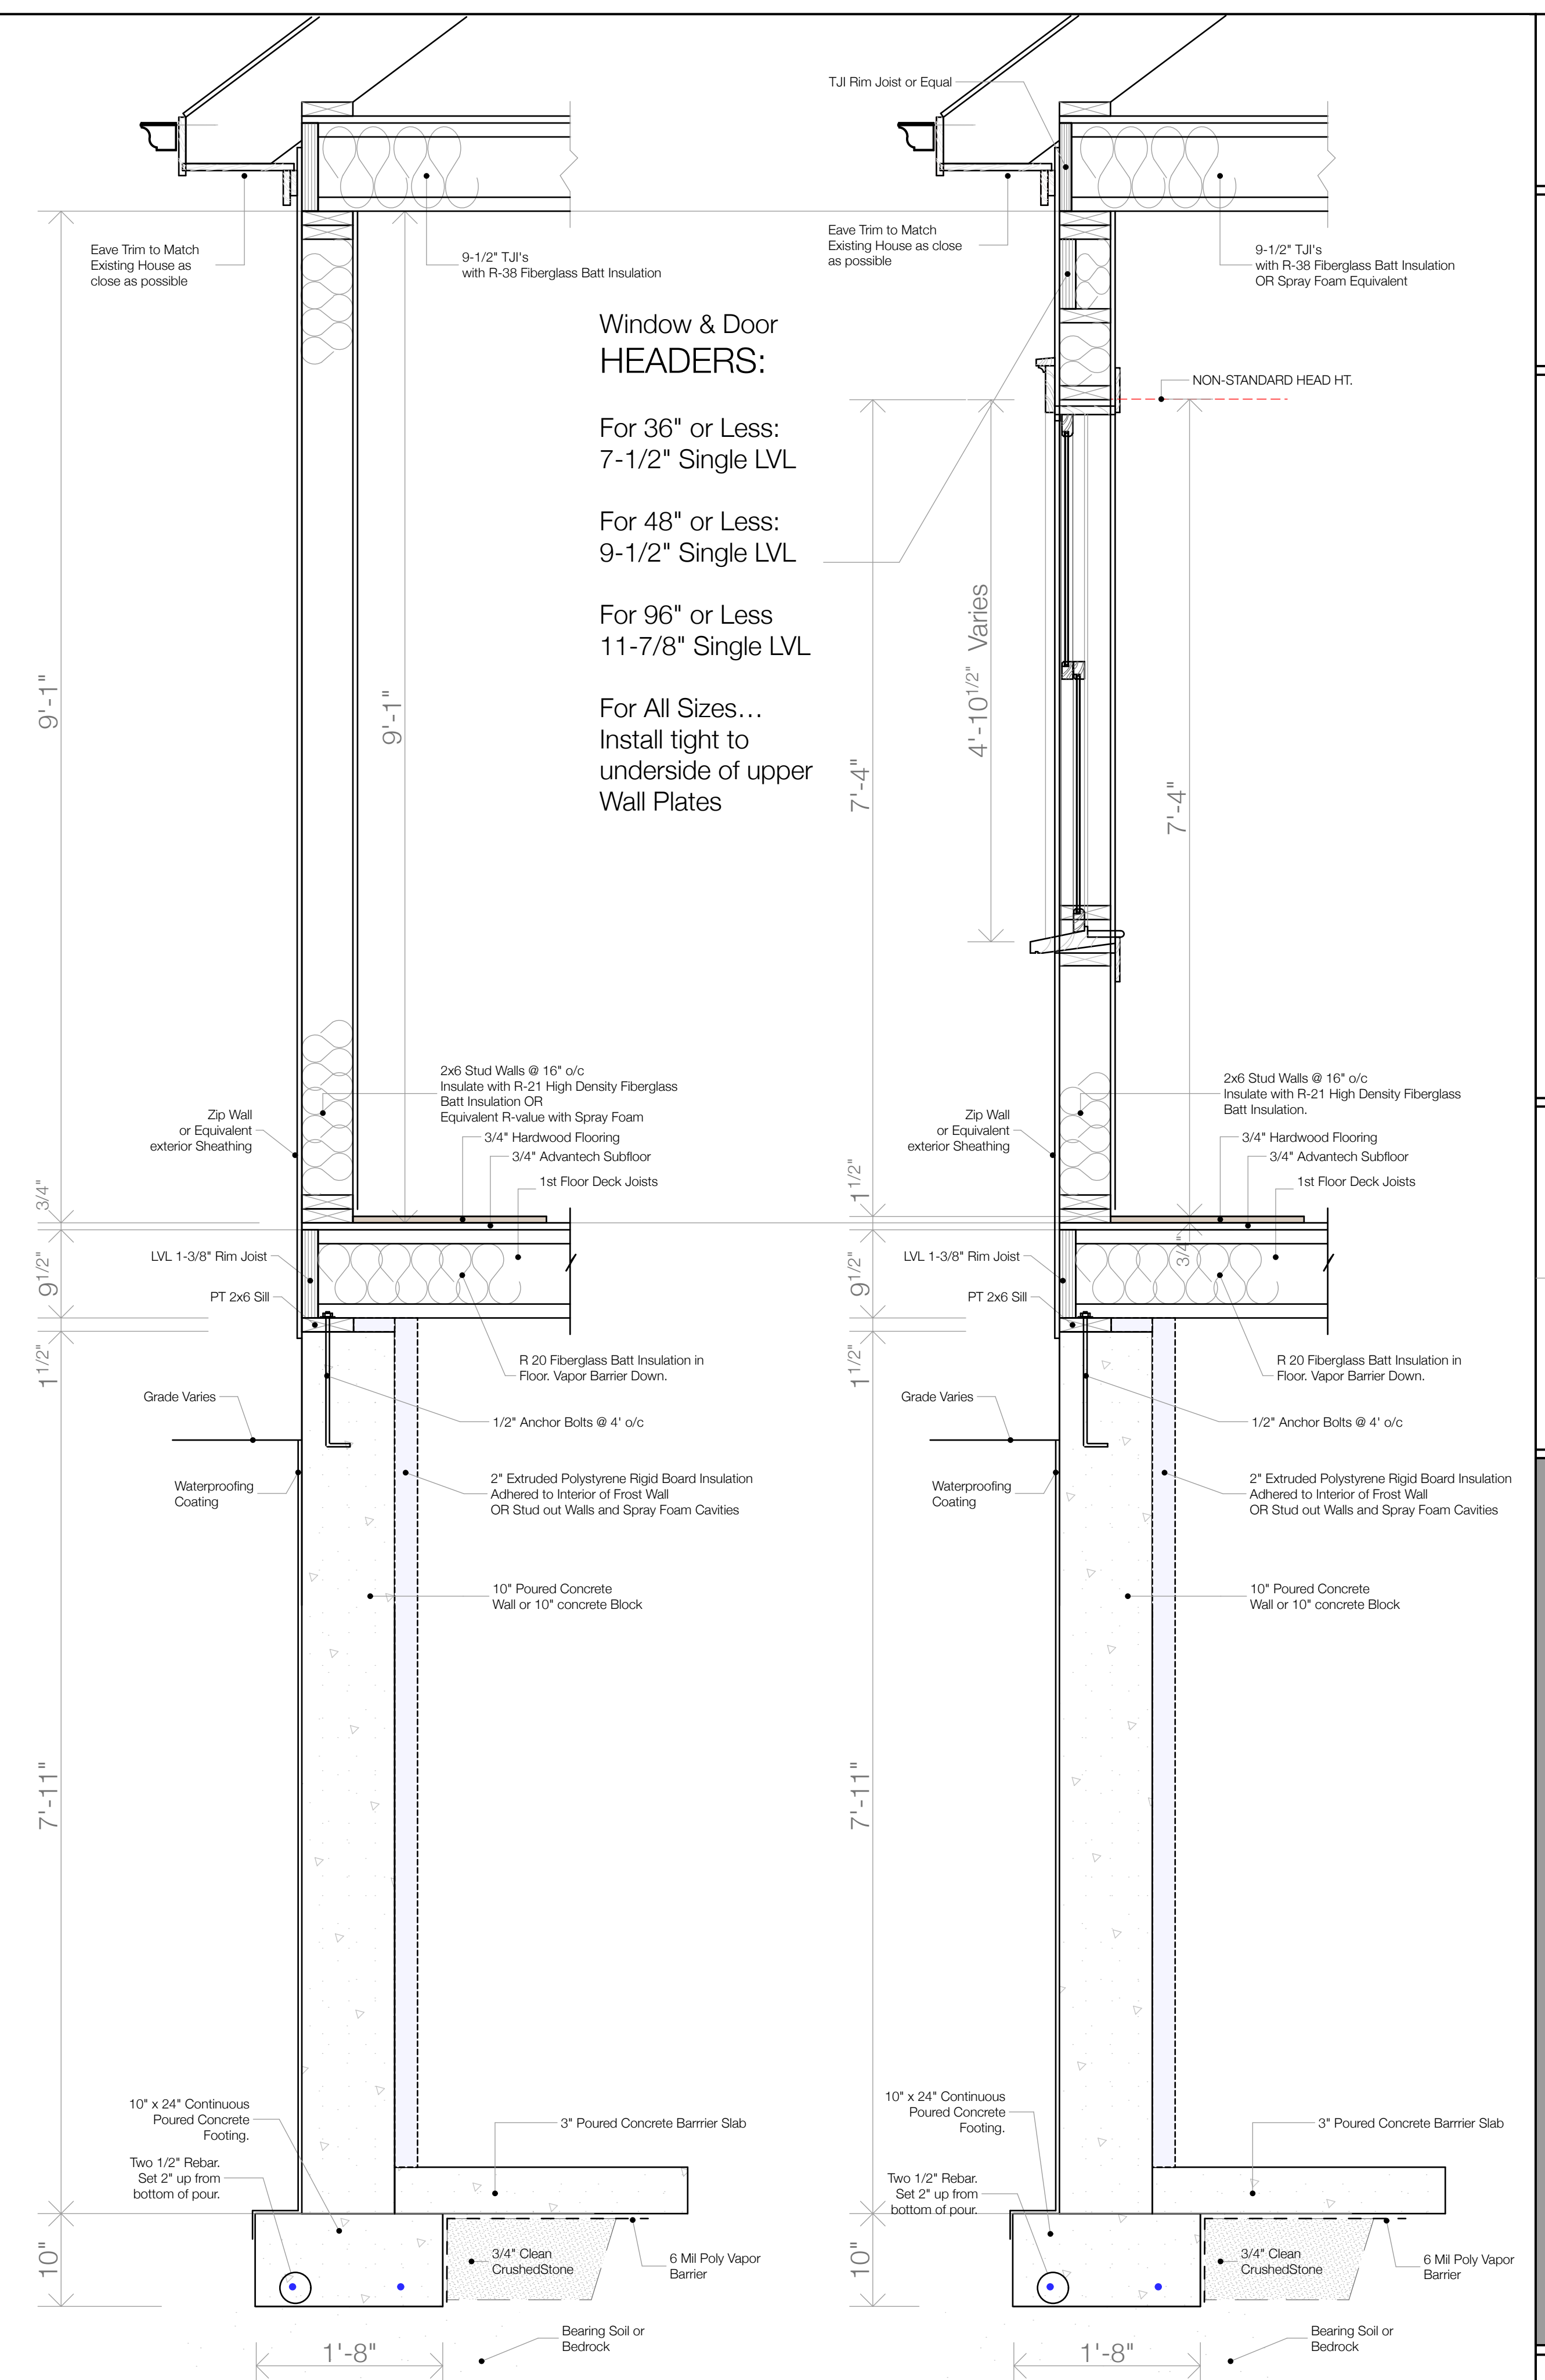 TJI Rim Joist or Equal
Eave Trim to Match
Existing House as
close as possible
9-1/2" TJI's
with R-38 Fiberglass Batt Insulation
Eave Trim to Match
Existing House as close
as possible
9-1/2" TJI's
with R-38 Fiberglass Batt Insulation
OR Spray Foam Equivalent
Window & Door
HEADERS:
For 36" or Less:
7-1/2" Single LVL
For 48" or Less:
9-1/2" Single LVL
For 96" or Less
11-7/8" Single LVL
For All Sizes...
Install tight to
underside of upper
Wall Plates
NON-STANDARD HEAD HT.
9'-1"
9'-1"
7'-4"
4'-10 1/2" Varies
7'-4"
2x6 Stud Walls @ 16" o/c
Insulate with R-21 High Density Fiberglass
Batt Insulation OR
Equivalent R-value with Spray Foam
Zip Wall
or Equivalent
exterior Sheathing
3/4" Hardwood Flooring
3/4" Advantech Subfloor
1st Floor Deck Joists
3/4"
9 1/2"
1 1/2"
LVL 1-3/8" Rim Joist
PT 2x6 Sill
R 20 Fiberglass Batt Insulation in
Floor. Vapor Barrier Down.
Grade Varies
1/2" Anchor Bolts @ 4' o/c
Waterproofing
Coating
2" Extruded Polystyrene Rigid Board Insulation
Adhered to Interior of Frost Wall
OR Stud out Walls and Spray Foam Cavities
10" Poured Concrete
Wall or 10" concrete Block
7'-11"
10" x 24" Continuous
Poured Concrete
Footing.
3" Poured Concrete Barrrier Slab
Two 1/2" Rebar.
Set 2" up from
bottom of pour.
10"
3/4" Clean
CrushedStone
6 Mil Poly Vapor
Barrier
Bearing Soil or
Bedrock
1'-8"
2x6 Stud Walls @ 16" o/c
Insulate with R-21 High Density Fiberglass
Batt Insulation.
Zip Wall
or Equivalent
exterior Sheathing
3/4" Hardwood Flooring
3/4" Advantech Subfloor
1st Floor Deck Joists
1 1/2"
3/4"
9 1/2"
1 1/2"
LVL 1-3/8" Rim Joist
PT 2x6 Sill
R 20 Fiberglass Batt Insulation in
Floor. Vapor Barrier Down.
Grade Varies
1/2" Anchor Bolts @ 4' o/c
Waterproofing
Coating
2" Extruded Polystyrene Rigid Board Insulation
Adhered to Interior of Frost Wall
OR Stud out Walls and Spray Foam Cavities
10" Poured Concrete
Wall or 10" concrete Block
7'-11"
10" x 24" Continuous
Poured Concrete
Footing.
3" Poured Concrete Barrrier Slab
Two 1/2" Rebar.
Set 2" up from
bottom of pour.
10"
3/4" Clean
CrushedStone
6 Mil Poly Vapor
Barrier
Bearing Soil or
Bedrock
1'-8"